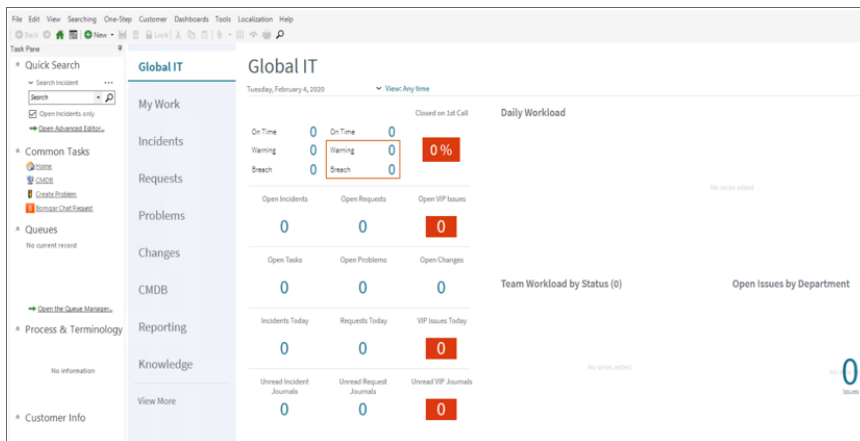 File Edit View Searching One-Step Customer Dashboards Tools Localization Help
Back New Lock
Task Pane
Quick Search
Search Incident ...
Search
Open Incidents only
Open Advanced Editor...
Common Tasks
Home
CMDB
Create Problem
Bomgar Chat Request
Queues
No current record
Open the Queue Manager...
Process & Terminology
No information
Customer Info
Global IT
My Work
Incidents
Requests
Problems
Changes
CMDB
Reporting
Knowledge
View More
Global IT
Tuesday, February 4, 2020 View: Any time
Closed on 1st Call
On Time 0 On Time 0
Warning 0 Warning 0
Breach 0 Breach 0
0 %
Open Incidents Open Requests Open VIP Issues
0 0 0
Open Tasks Open Problems Open Changes
0 0 0
Incidents Today Requests Today VIP Issues Today
0 0 0
Unread Incident Journals Unread Request Journals Unread VIP Journals
0 0 0
Daily Workload
No series added
Team Workload by Status (0)
No series added
Open Issues by Department
No
0
Issues